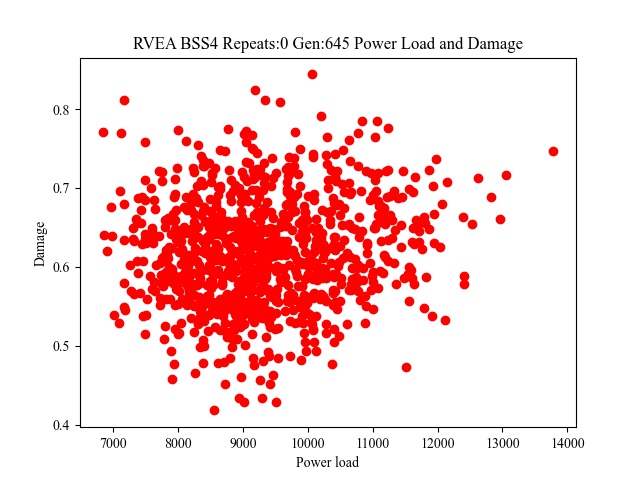 RVEA BSS4 Repeats:0 Gen:645 Power Load and Damage
0.8
0.7
0.6
0.5
0.4
Damage
7000 8000 9000 10000 11000 12000 13000 14000
Power load